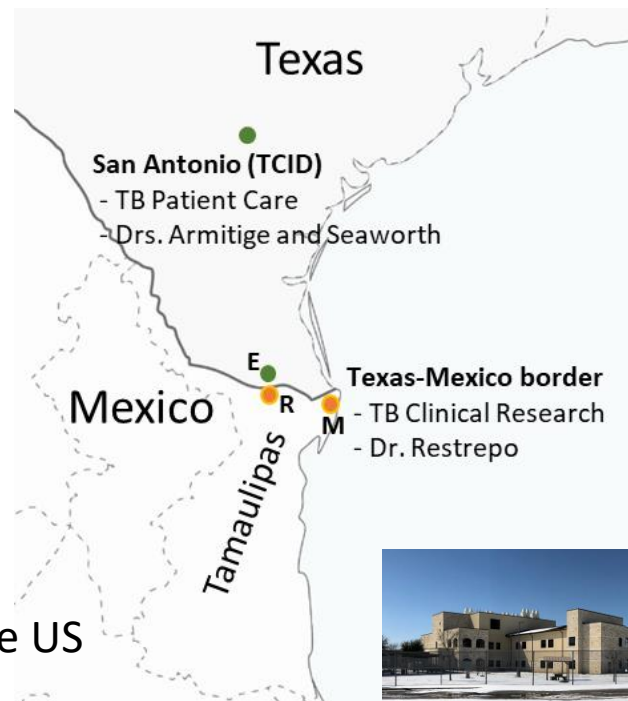 Texas
San Antonio (TCID)
- TB Patient Care
- Drs. Armitige and Seaworth
E
R
M
Texas-Mexico border
- TB Clinical Research
- Dr. Restrepo
Mexico
Tamaulipas
e US